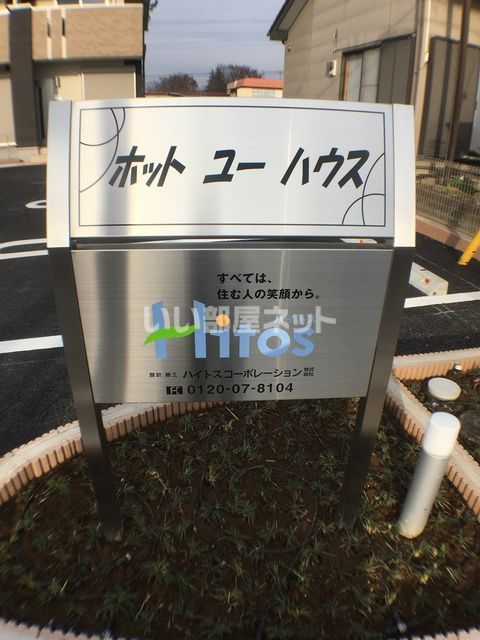 ホット ユー ハウス
すべては、
住む人の笑顔から。
いい部屋ネット
Hitos
設計 施工 ハイトスコーポレーション株式会社
0120-07-8104